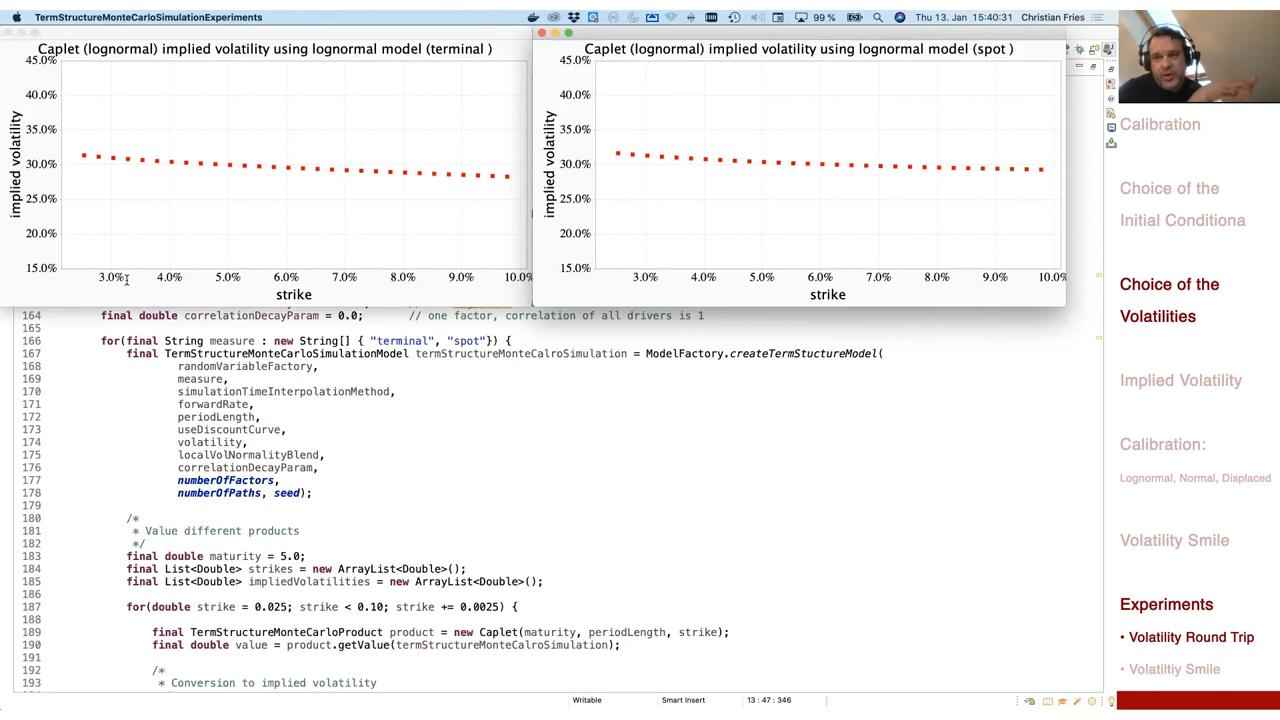 TermStructureMonteCarloSimulationExperiments
99 %
Thu 13. Jan 15:40:31
Christian Fries
Caplet (lognormal) implied volatility using lognormal model (terminal )
45.0%
40.0%
35.0%
30.0%
25.0%
20.0%
15.0%
implied volatility
3.0%
4.0%
5.0%
6.0%
7.0%
8.0%
9.0%
10.0%
strike
Caplet (lognormal) implied volatility using lognormal model (spot )
45.0%
40.0%
35.0%
30.0%
25.0%
20.0%
15.0%
implied volatility
3.0%
4.0%
5.0%
6.0%
7.0%
8.0%
9.0%
10.0%
strike
164 final double correlationDecayParam = 0.0; // one factor, correlation of all drivers is 1
165
166 for(final String measure : new String[] { "terminal", "spot"}) {
167 final TermStructureMonteCarloSimulationModel termStructureMonteCalroSimulation = ModelFactory.createTermStuctureModel(
168 randomVariableFactory,
169 measure,
170 simulationTimeInterpolationMethod,
171 forwardRate,
172 periodLength,
173 useDiscountCurve,
174 volatility,
175 localVolNormalityBlend,
176 correlationDecayParam,
177 numberOfFactors,
178 numberOfPaths, seed);
179
180 /*
181 * Value different products
182 */
183 final double maturity = 5.0;
184 final List<Double> strikes = new ArrayList<Double>();
185 final List<Double> impliedVolatilities = new ArrayList<Double>();
186
187 for(double strike = 0.025; strike < 0.10; strike += 0.0025) {
188
189 final TermStructureMonteCarloProduct product = new Caplet(maturity, periodLength, strike);
190 final double value = product.getValue(termStructureMonteCalroSimulation);
191
192 /*
193 * Conversion to implied volatility
Writable
Smart Insert
13 : 47 : 346
Calibration
Choice of the
Initial Conditiona
Choice of the
Volatilities
Implied Volatility
Calibration:
Lognormal, Normal, Displaced
Volatility Smile
Experiments
• Volatility Round Trip
• Volatiltiy Smile